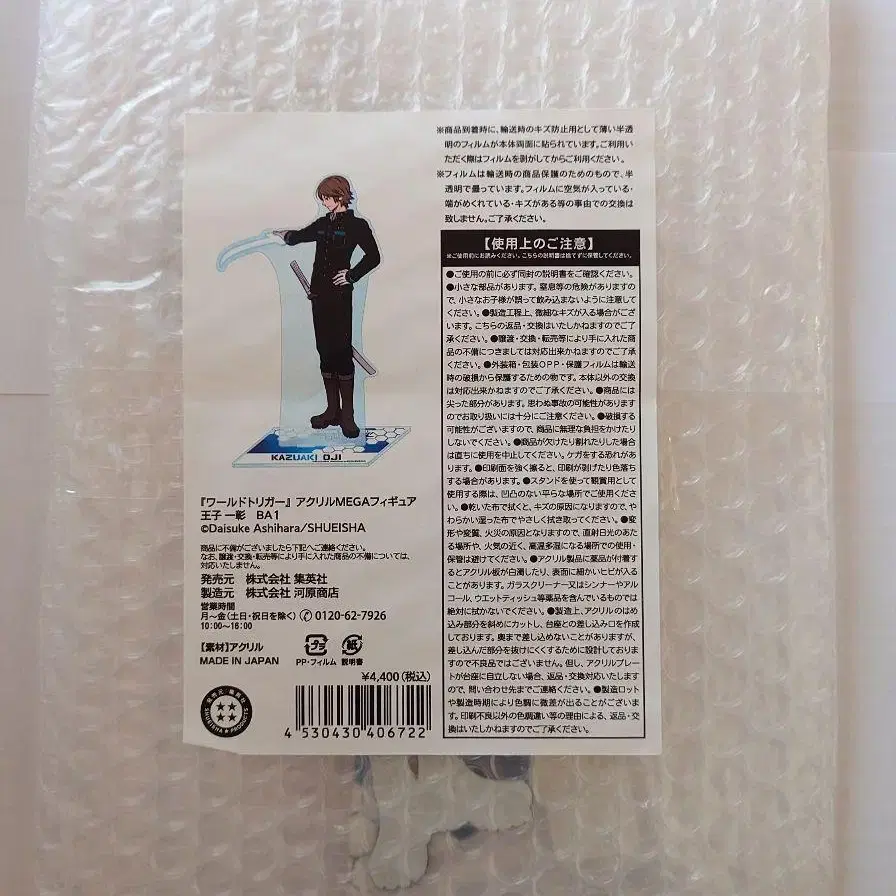 KAZUAKI OJI
『ワールドトリガー』 アクリルMEGAフィギュア
王子 一彰 BA1
©Daisuke Ashihara/SHUEISHA
商品に不備がございましたら下記へご連絡ください。
なお、譲渡・交換・転売等により手に入れた商品の不備については、
対応いたしません。
発売元 株式会社 集英社
製造元 株式会社 河原商店
営業時間
月～金(土日・祝日を除く) 0120-62-7926
10:00～16:00
【素材】アクリル
MADE IN JAPAN
プラ
紙
PP・フィルム 説明書
¥4,400(税込)
4 530430 406722
SHUEISHA PRODUCTS
※商品到着時に、輸送時のキズ防止用として薄い半透
明のフィルムが本体両面に貼られています。ご利用い
ただく際はフィルムを剥がしてからご利用ください。
※フィルムは輸送時の商品保護のためのもので、半
透明で曇っています。フィルムに空気が入っている・
端がめくれている・キズがある等の事由での交換は
致しません。ご了承ください。
【使用上のご注意】
※ご使用前にお読みください。こちらの説明書は捨てずに保管してください。
●ご使用の前に必ず同封の説明書をご確認ください。
●小さな部品があります。窒息等の危険がありますの
で、小さなお子様が誤って飲み込まないように注意して
ください。●製造工程上、微細なキズが入る場合がござ
います。こちらの返品・交換はいたしかねますのでご了
承ください。●譲渡・交換・転売等により手に入れた商
品の不備につきましては対応出来かねますのでご了承
ください。●外装箱・包装OPP・保護フィルムは輸送
時の破損から保護するための物です。本体以外の交換
は対応出来かねますのでご了承ください。●商品には
尖った部分があります。思わぬ事故の可能性があります
のでお取り扱いには十分にご注意ください。●破損する
可能性がございますので、商品に無理な負担をかけたり
しないでください。●商品が欠けたり割れたりした場合
は直ちに使用を中止してください。ケガをする恐れがあ
ります。●印刷面を強く擦ると、印刷が剥げたり色落ち
する場合があります。●スタンドを使って観賞用として
使用する際は、凹凸のない平らな場所でご使用くださ
い。●乾いた布で拭くと、キズの原因になりますので、や
わらかい湿った布でやさしく拭き取ってください。●変
形や変質、火災の原因となりますので、直射日光のあた
る場所や、火気の近く、高温多湿になる場所での使用・
保管は避けてください。●アクリル製品に薬品が付着す
るとアクリル板が白濁したり、表面に細かいヒビが入る
ことがあります。ガラスクリーナー又はシンナーやアル
コール、ウエットティッシュ等薬品を含んでいるものでは
絶対に拭かないでください。●製造上、アクリルのはめ
込み部分を斜めにカットし、台座との差し込み口を作成
しております。奥まで差し込めないことがありますが、
差し込んだ部分を抜けにくくするために設計しておりま
すので不良品ではございません。但し、アクリルプレー
トが台座に自立しない場合、返品・交換対応いたします
ので、問い合わせ先までご連絡ください。●製造ロット
や製造時期により色調に微差が出ることがございま
す。印刷不良以外の色調違い等の理由による、返品・交
換はいたしかねますのでご了承ください。